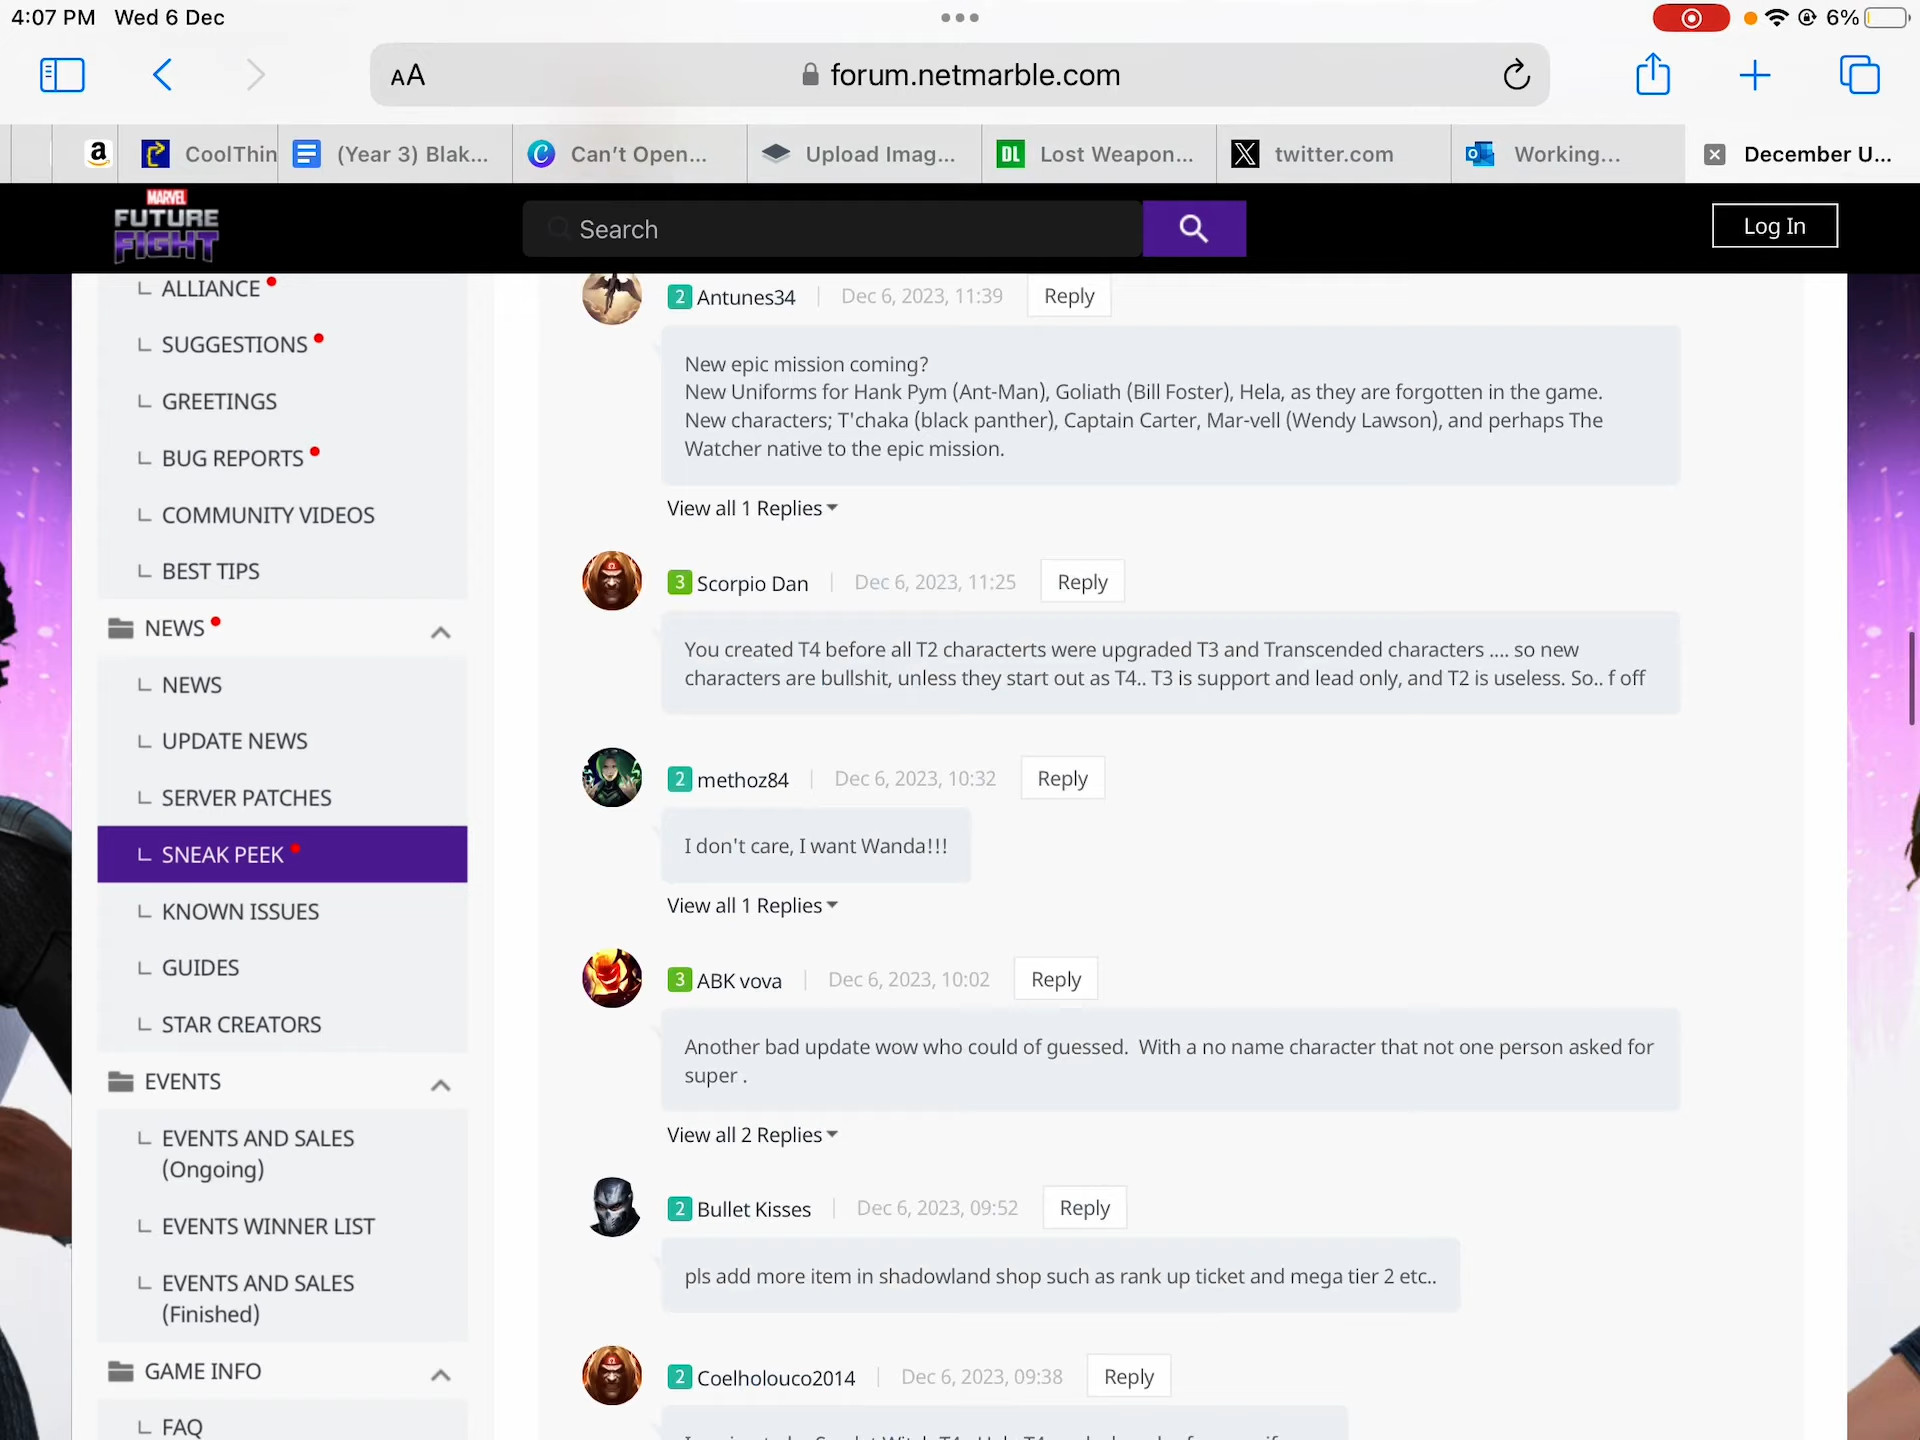 4:07 PM Wed 6 Dec
6%
AA
forum.netmarble.com
a
CoolThin
(Year 3) Blak...
C
Can't Open...
Upload Imag...
DL
Lost Weapon...
X
twitter.com
Working...
December U...
MARVEL
FUTURE
FIGHT
Search
Log In
ALLIANCE
SUGGESTIONS
GREETINGS
BUG REPORTS
COMMUNITY VIDEOS
BEST TIPS
NEWS
NEWS
UPDATE NEWS
SERVER PATCHES
SNEAK PEEK
KNOWN ISSUES
GUIDES
STAR CREATORS
EVENTS
EVENTS AND SALES
(Ongoing)
EVENTS WINNER LIST
EVENTS AND SALES
(Finished)
GAME INFO
FAQ
2 Antunes34 Dec 6, 2023, 11:39 Reply
New epic mission coming?
New Uniforms for Hank Pym (Ant-Man), Goliath (Bill Foster), Hela, as they are forgotten in the game.
New characters; T'chaka (black panther), Captain Carter, Mar-vell (Wendy Lawson), and perhaps The
Watcher native to the epic mission.
View all 1 Replies
3 Scorpio Dan Dec 6, 2023, 11:25 Reply
You created T4 before all T2 characterts were upgraded T3 and Transcended characters .... so new
characters are bullshit, unless they start out as T4.. T3 is support and lead only, and T2 is useless. So.. f off
2 methoz84 Dec 6, 2023, 10:32 Reply
I don't care, I want Wanda!!!
View all 1 Replies
3 ABK vova Dec 6, 2023, 10:02 Reply
Another bad update wow who could of guessed.  With a no name character that not one person asked for
super .
View all 2 Replies
2 Bullet Kisses Dec 6, 2023, 09:52 Reply
pls add more item in shadowland shop such as rank up ticket and mega tier 2 etc..
2 Coelholouco2014 Dec 6, 2023, 09:38 Reply